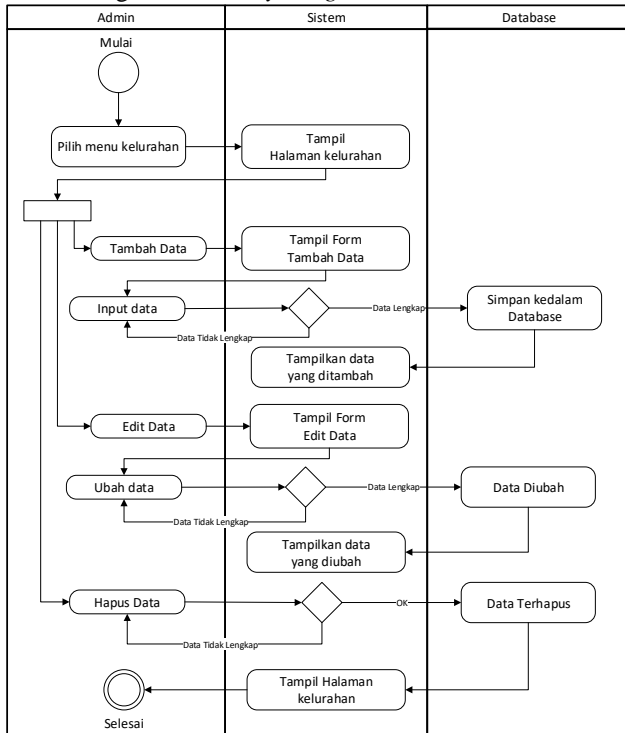 Admin
Sistem
Database
Mulai
Pilih menu kelurahan
Tampil
Halaman kelurahan
Tambah Data
Tampil Form
Tambah Data
Input data
Data Lengkap
Simpan kedalam
Database
Data Tidak Lengkap
Tampilkan data
yang ditambah
Edit Data
Tampil Form
Edit Data
Ubah data
Data Lengkap
Data Diubah
Data Tidak Lengkap
Tampilkan data
yang diubah
Hapus Data
OK
Data Terhapus
Data Tidak Lengkap
Tampil Halaman
kelurahan
Selesai